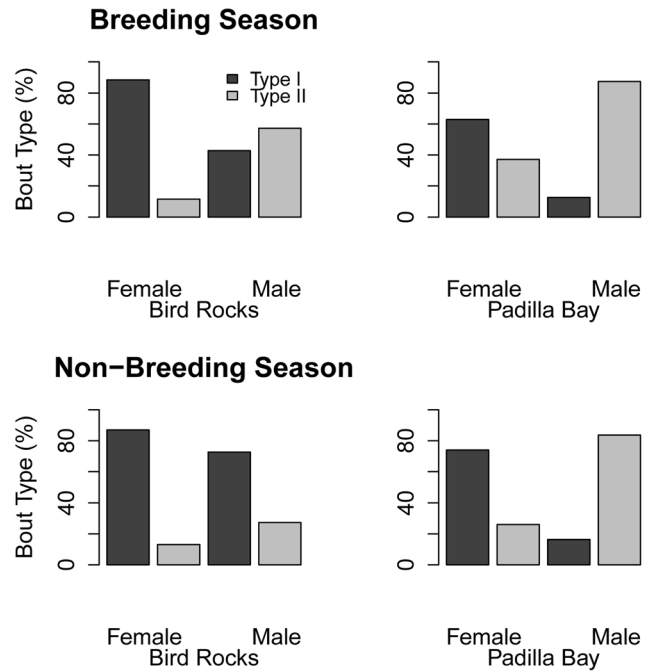 Breeding Season
Bout Type (%)
80
40
0
Type I
Type II
Female Male
Bird Rocks
80
40
0
Female Male
Padilla Bay
Non−Breeding Season
Bout Type (%)
80
40
0
Female Male
Bird Rocks
80
40
0
Female Male
Padilla Bay